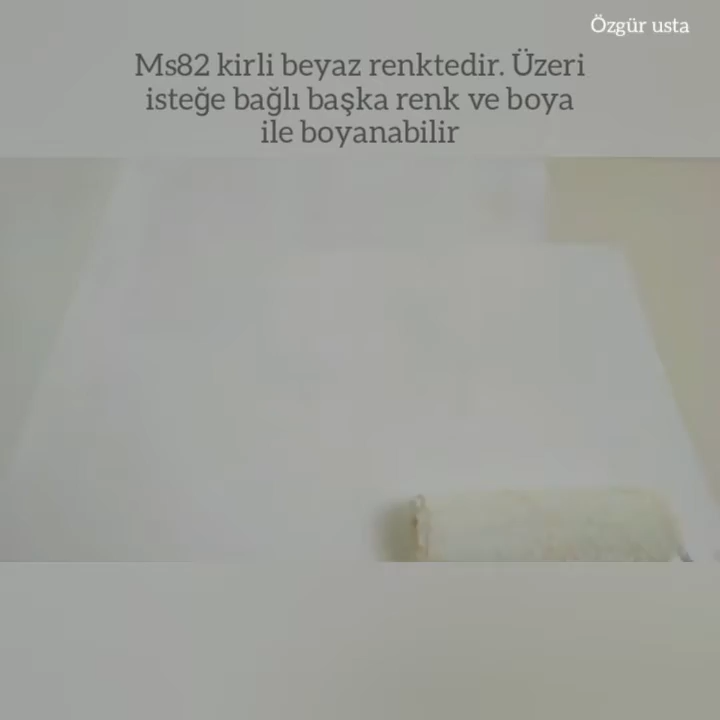 Özgür usta
Ms82 kirli beyaz renktedir. Üzeri
isteğe bağlı başka renk ve boya
ile boyanabilir